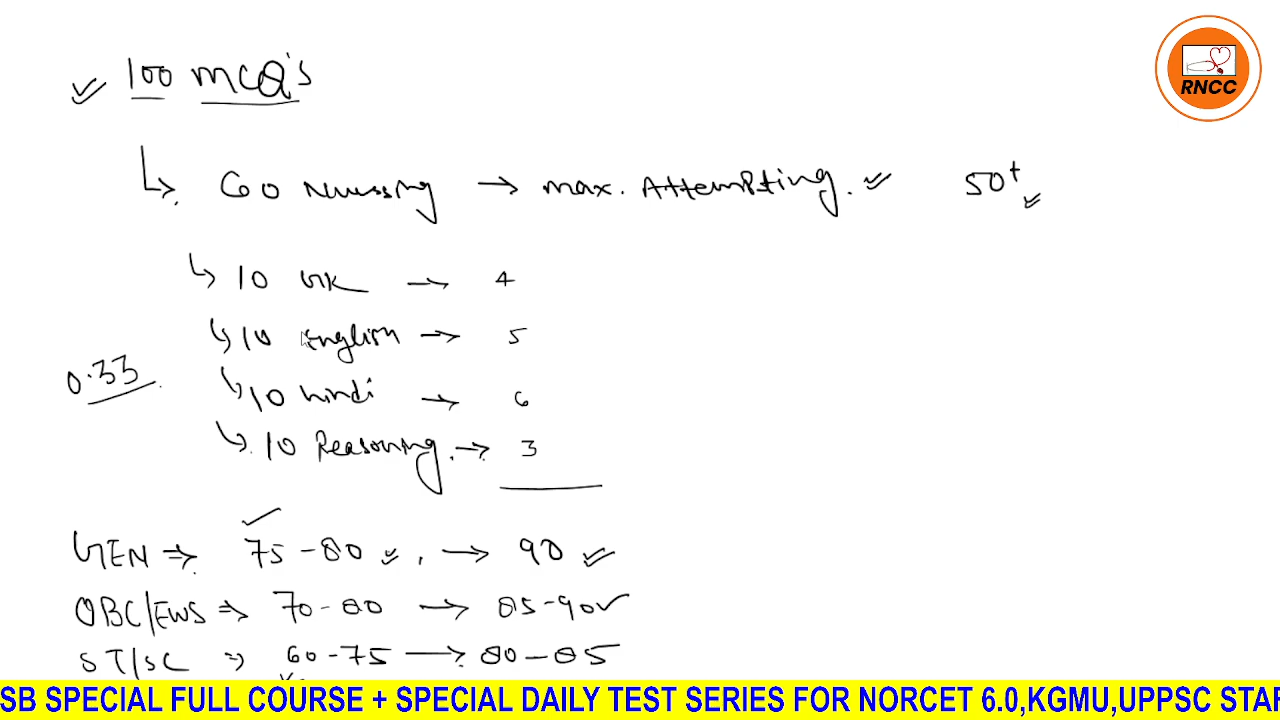 RNCC
100 MCQ's
60 Nursing → max. Attempting. 50+
10 GK → 4
10 English → 5
10 hindi → 6
0.33
10 Reasoning. → 3
GEN ⇒ 75-80, → 90
OBC/EWS ⇒ 70-80 → 85-90
ST/SC ⇒ 60-75 → 80-85
SB SPECIAL FULL COURSE + SPECIAL DAILY TEST SERIES FOR NORCET 6.0,KGMU,UPPSC STAF